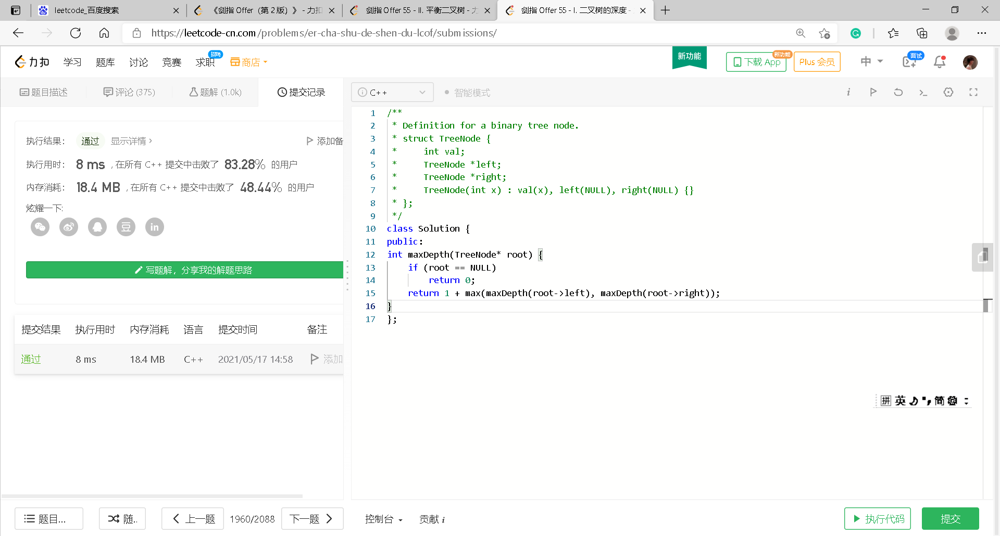 leetcode_百度搜索
《剑指 Offer（第 2 版）》 - 力扣
剑指 Offer 55 - II. 平衡二叉树 - 力
剑指 Offer 55 - I. 二叉树的深度 -
https://leetcode-cn.com/problems/er-cha-shu-de-shen-du-lcof/submissions/
力扣 学习 题库 讨论 竞赛 求职 招聘 商店
新功能
下载 App 新功能
Plus 会员
中
面试
题目描述
评论 (375)
题解 (1.0k)
提交记录
i C++
智能模式
执行结果： 通过 显示详情 >
添加备
执行用时： 8 ms , 在所有 C++ 提交中击败了 83.28% 的用户
内存消耗： 18.4 MB , 在所有 C++ 提交中击败了 48.44% 的用户
炫耀一下:
豆 in
写题解，分享我的解题思路
提交结果 执行用时 内存消耗 语言 提交时间 备注
通过 8 ms 18.4 MB C++ 2021/05/17 14:58 添加
1 /**
2 * Definition for a binary tree node.
3 * struct TreeNode {
4 * int val;
5 * TreeNode *left;
6 * TreeNode *right;
7 * TreeNode(int x) : val(x), left(NULL), right(NULL) {}
8 * };
9 */
10 class Solution {
11 public:
12 int maxDepth(TreeNode* root) {
13 if (root == NULL)
14 return 0;
15 return 1 + max(maxDepth(root->left), maxDepth(root->right));
16 }
17 };
拼 英 简
题目...
随..
上一题
1960/2088
下一题
控制台
贡献 i
执行代码
提交